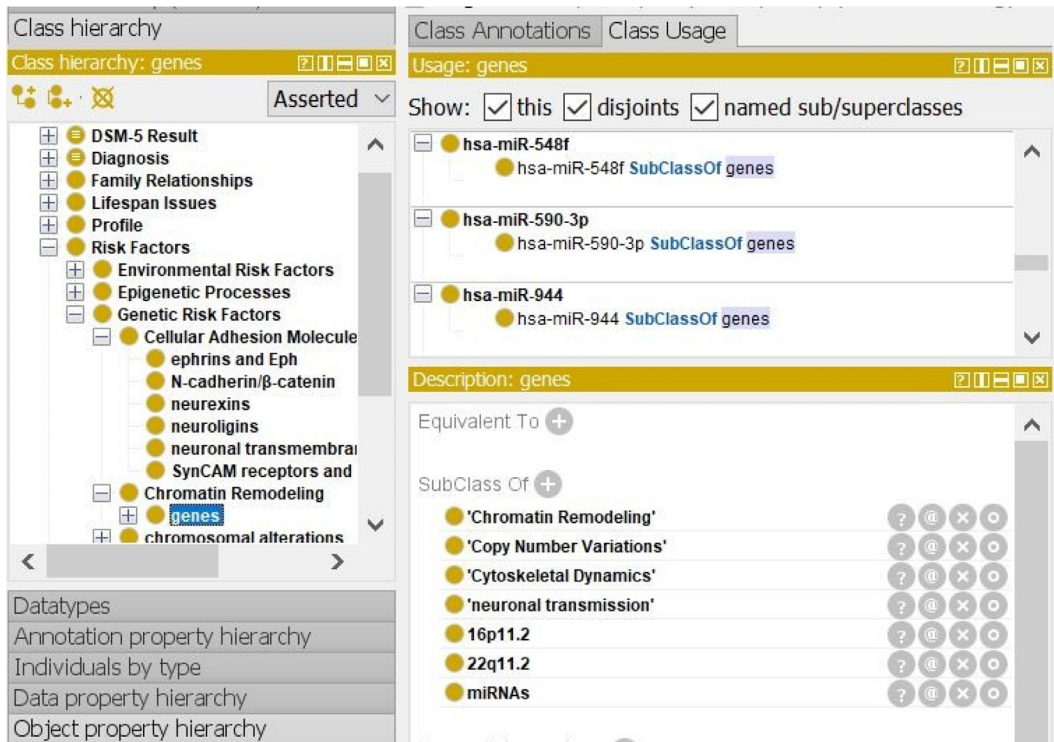 Class hierarchy
Class hierarchy: genes
Asserted
DSM-5 Result
Diagnosis
Family Relationships
Lifespan Issues
Profile
Risk Factors
Environmental Risk Factors
Epigenetic Processes
Genetic Risk Factors
Cellular Adhesion Molecule
ephrins and Eph
N-cadherin/β-catenin
neurexins
neuroligins
neuronal transmembra
SynCAM receptors and
Chromatin Remodeling
genes
chromosomal alterations
Datatypes
Annotation property hierarchy
Individuals by type
Data property hierarchy
Object property hierarchy
Class Annotations Class Usage
Usage: genes
Show: this disjoints named sub/superclasses
hsa-miR-548f
hsa-miR-548f SubClassOf genes
hsa-miR-590-3p
hsa-miR-590-3p SubClassOf genes
hsa-miR-944
hsa-miR-944 SubClassOf genes
Description: genes
Equivalent To
SubClass Of
'Chromatin Remodeling'
'Copy Number Variations'
'Cytoskeletal Dynamics'
'neuronal transmission'
16p11.2
22q11.2
miRNAs